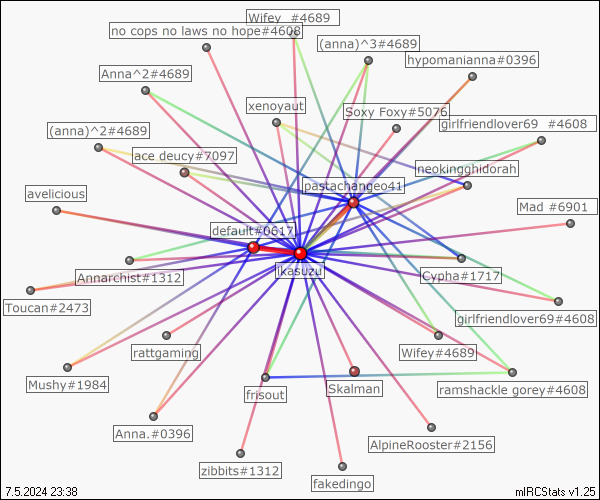 Wifey #4689
no cops no laws no hope#4608
(anna)^3#4689
hypomanianna#0396
Anna^2#4689
xenoyaut
Soxy Foxy#5076
girlfriendlover69 #4608
(anna)^2#4689
ace deucy#7097
neokingghidorah
pastachangeo41
avelicious
Mad #6901
default#0617
ikasuzu
Annarchist#1312
Cypha#1717
Toucan#2473
girlfriendlover69#4608
rattgaming
Wifey#4689
Mushy#1984
frisout
Skalman
ramshackle gorey#4608
Anna.#0396
AlpineRooster#2156
zibbits#1312
fakedingo
7.5.2024 23:38
mIRCStats v1.25